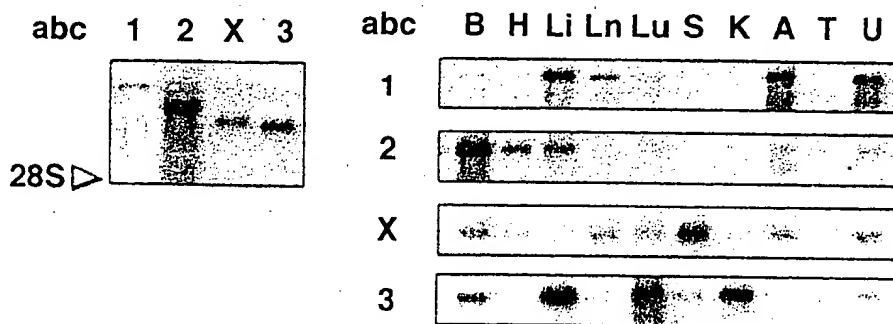 abc 1 2 X 3
28S
abc B H Li Ln Lu S K A T U
1
2
X
3